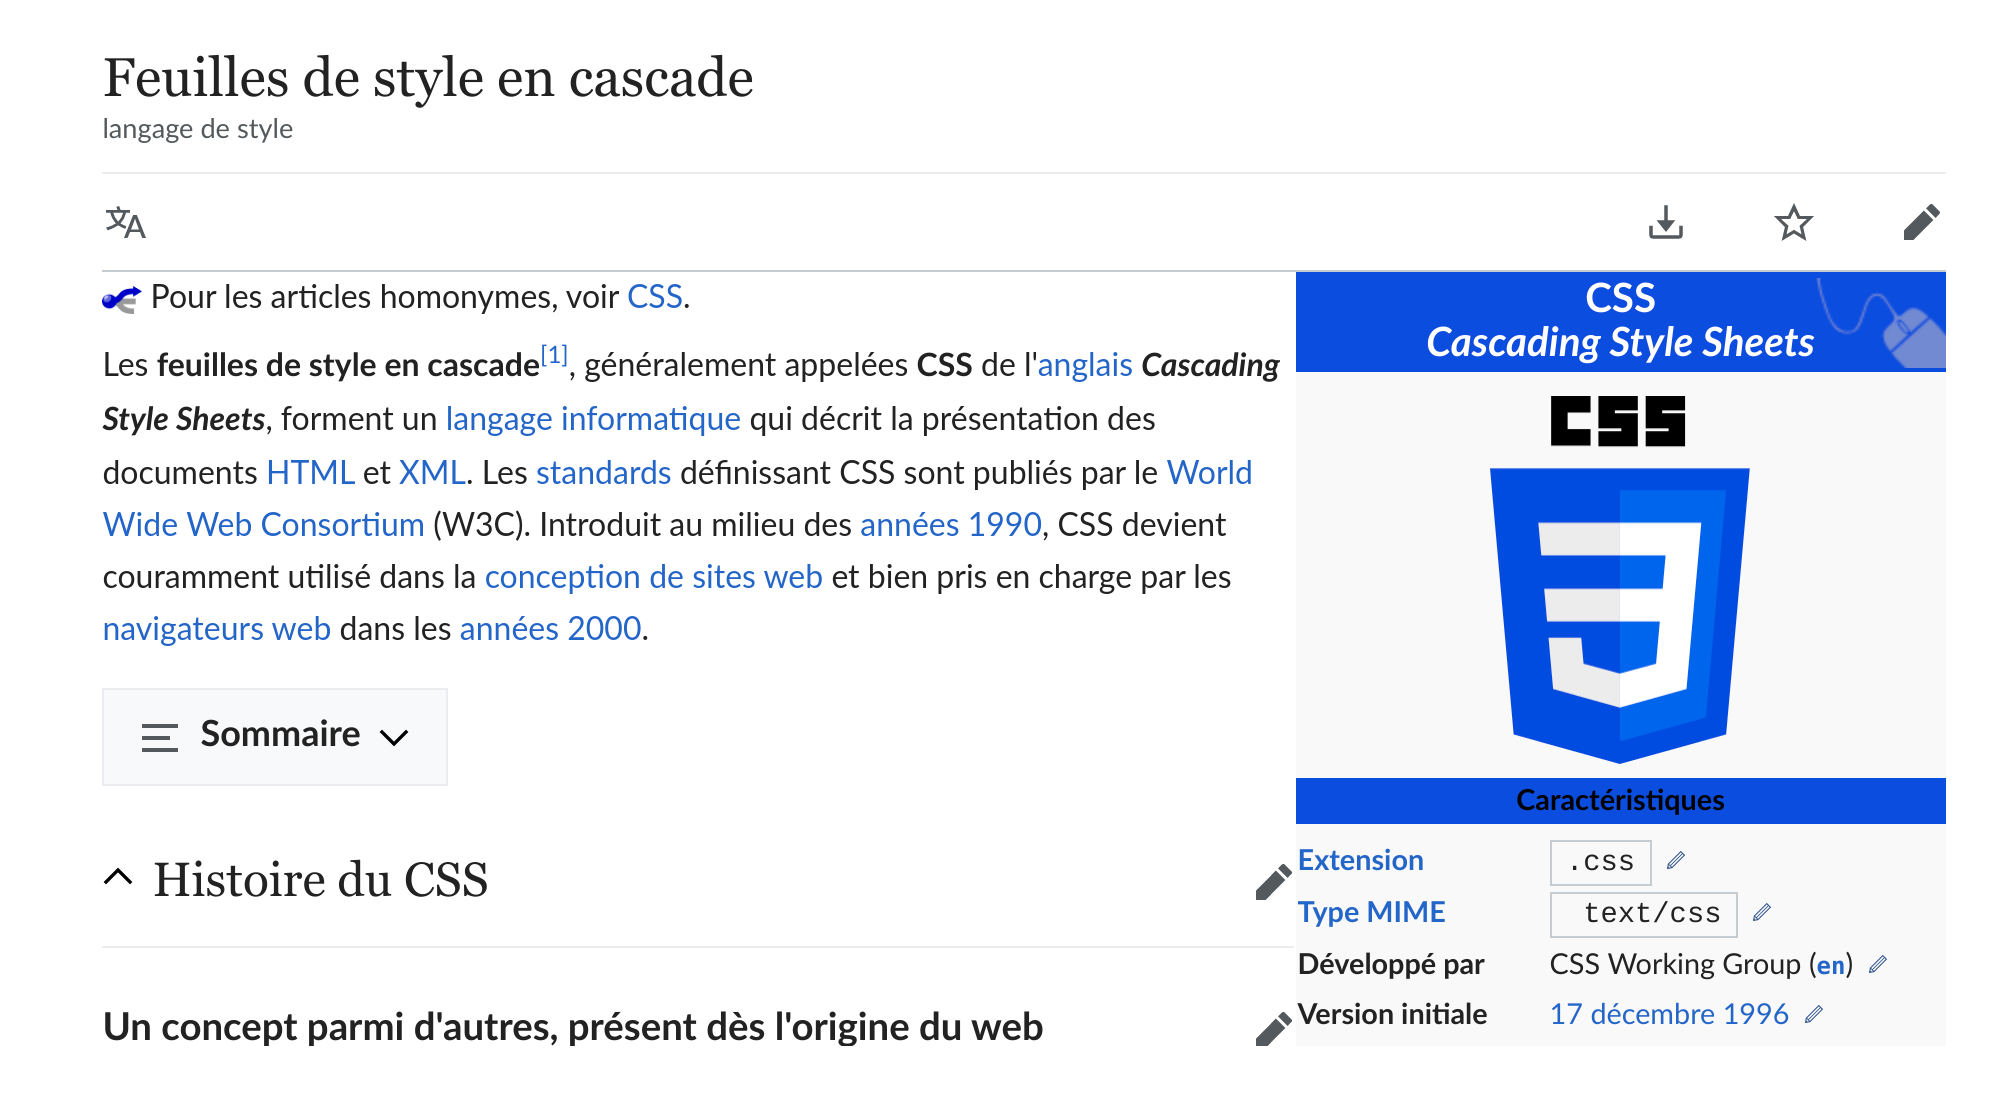 Feuilles de style en cascade
langage de style
Pour les articles homonymes, voir CSS.
Les feuilles de style en cascade[1], généralement appelées CSS de l'anglais Cascading
Style Sheets, forment un langage informatique qui décrit la présentation des
documents HTML et XML. Les standards définissant CSS sont publiés par le World
Wide Web Consortium (W3C). Introduit au milieu des années 1990, CSS devient
couramment utilisé dans la conception de sites web et bien pris en charge par les
navigateurs web dans les années 2000.
Sommaire
Histoire du CSS
Un concept parmi d'autres, présent dès l'origine du web
CSS
Cascading Style Sheets
CSS
3
Caractéristiques
Extension .css
Type MIME text/css
Développé par CSS Working Group (en)
Version initiale 17 décembre 1996